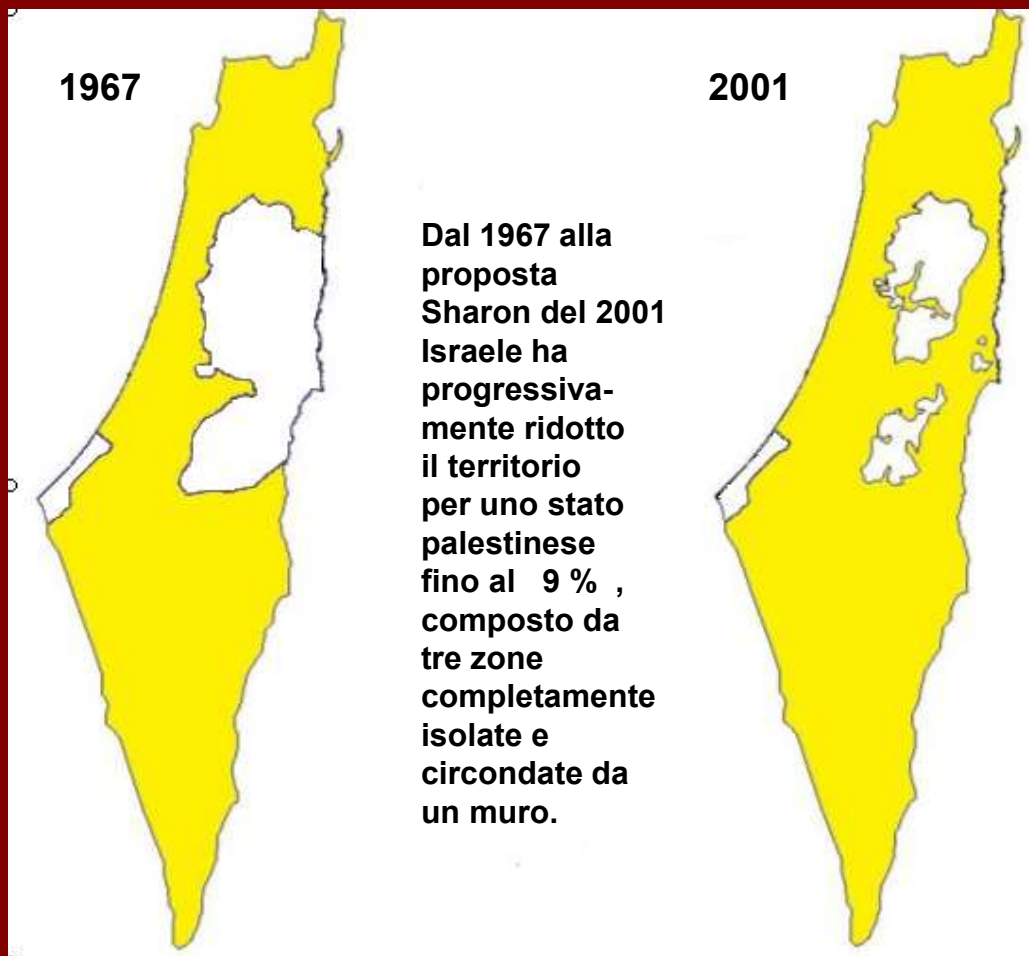 1967
2001
Dal 1967 alla
proposta
Sharon del 2001
Israele ha
progressiva-
mente ridotto
il territorio
per uno stato
palestinese
fino al 9 % ,
composto da
tre zone
completamente
isolate e
circondate da
un muro.